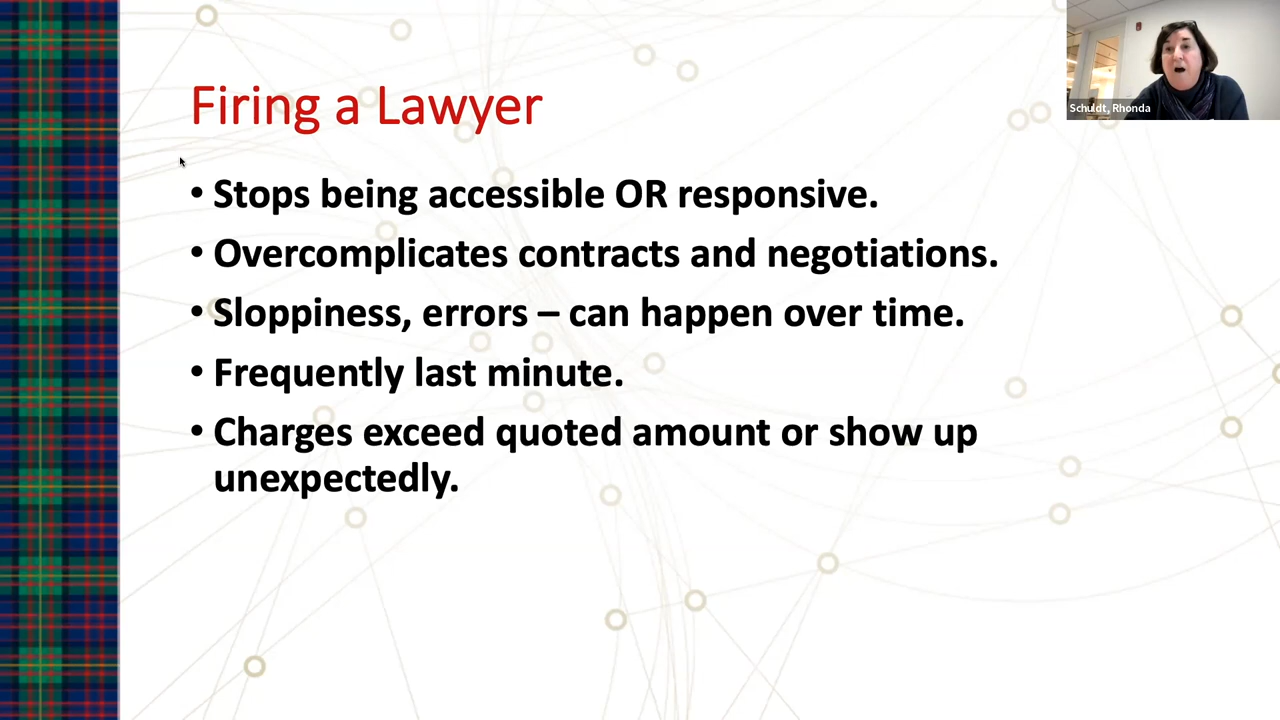 Firing a Lawyer
Schuldt, Rhonda
• Stops being accessible OR responsive.
• Overcomplicates contracts and negotiations.
• Sloppiness, errors – can happen over time.
• Frequently last minute.
• Charges exceed quoted amount or show up
unexpectedly.